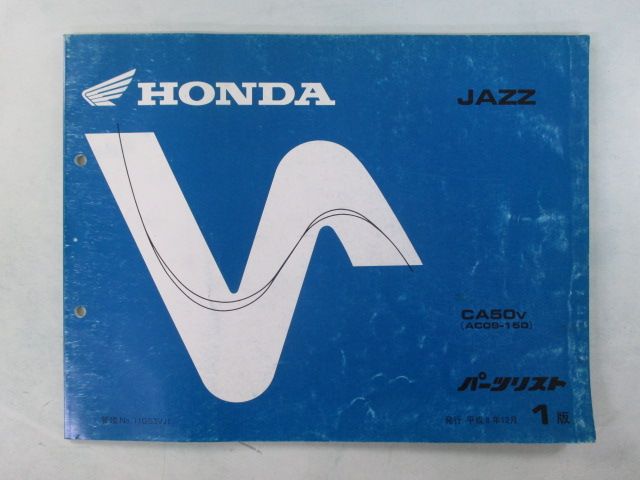 HONDA
JAZZ
CA50V
(AC09-150)
パーツリスト
発行 平成 8 年12月 1 版